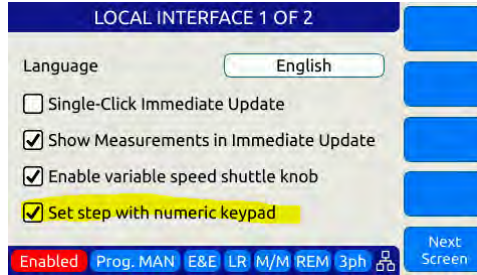 LOCAL INTERFACE 1 OF 2
Language English
Single-Click Immediate Update
Show Measurements in Immediate Update
Enable variable speed shuttle knob
Set step with numeric keypad
Next
Screen
Enabled Prog. MAN E&E LR M/M REM 3ph